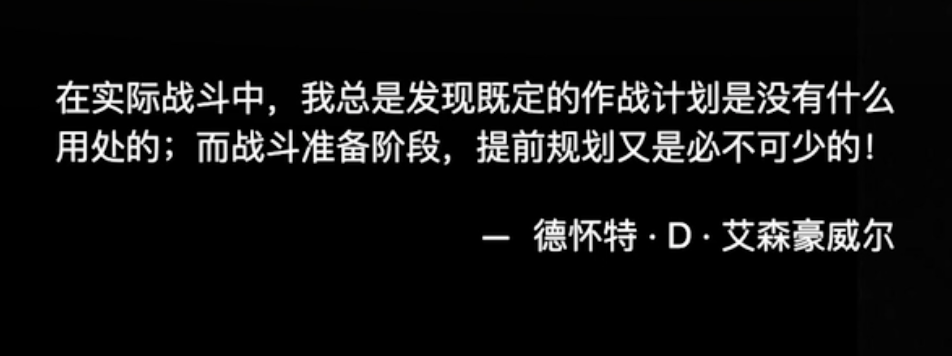 在实际战斗中，我总是发现既定的作战计划是没有什么
用处的；而战斗准备阶段，提前规划又是必不可少的！
— 德怀特 · D · 艾森豪威尔